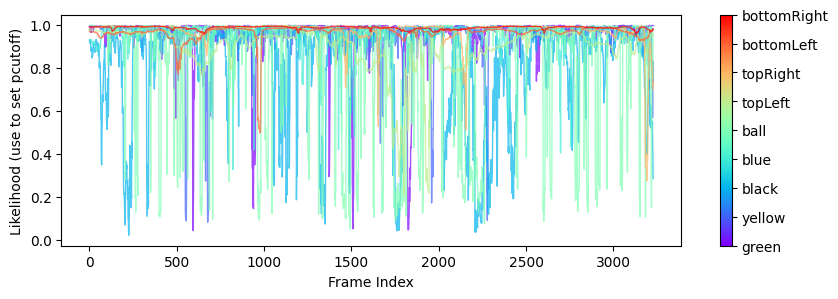 Likelihood (use to set pcutoff)
1.0
0.8
0.6
0.4
0.2
0.0
0
500
1000
1500
2000
2500
3000
Frame Index
bottomRight
bottomLeft
topRight
topLeft
ball
blue
black
yellow
green